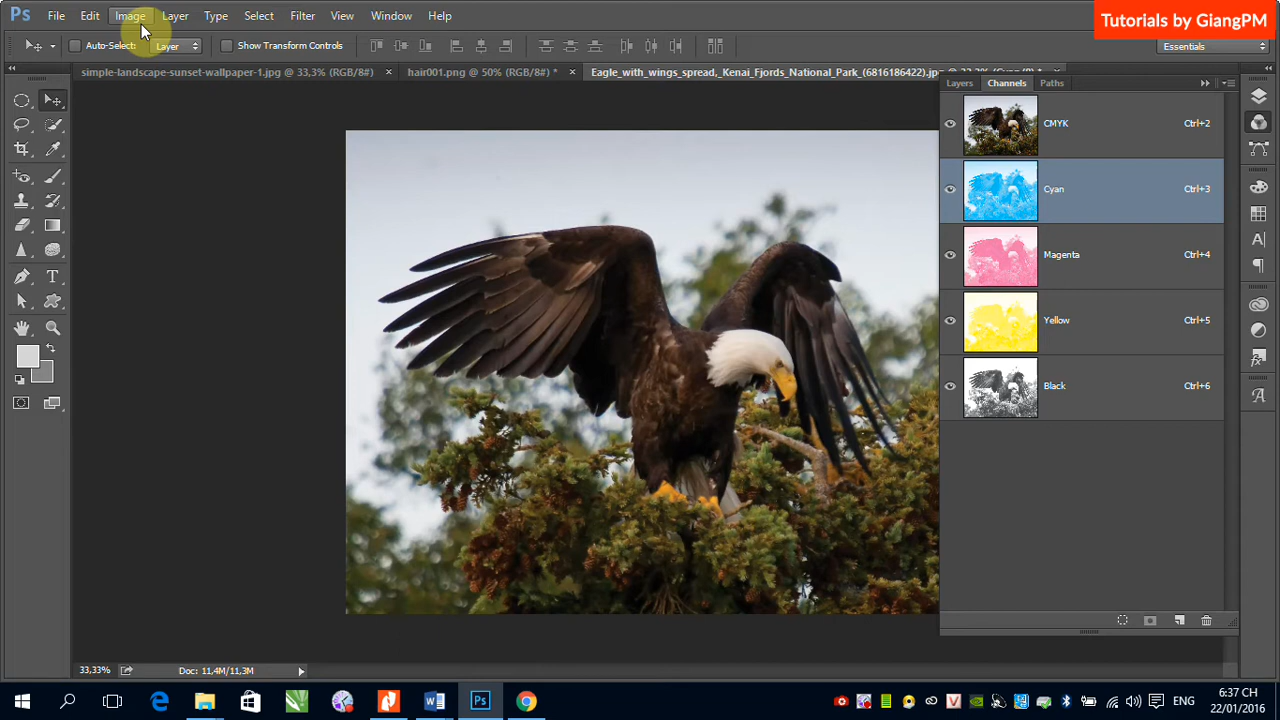 Ps File Edit Image Layer Type Select Filter View Window Help
Tutorials by GiangPM
Auto-Select: Layer Show Transform Controls
Essentials
simple-landscape-sunset-wallpaper-1.jpg @ 33,3% (RGB/8#) × hair001.png @ 50% (RGB/8#) * × Eagle_with_wings_spread,_Kenai_Fjords_National_Park_(6816186422).jpg
Layers Channels Paths
CMYK Ctrl+2
Cyan Ctrl+3
Magenta Ctrl+4
Yellow Ctrl+5
Black Ctrl+6
33,33% Doc: 11,4M/11,3M
ENG
6:37 CH
22/01/2016